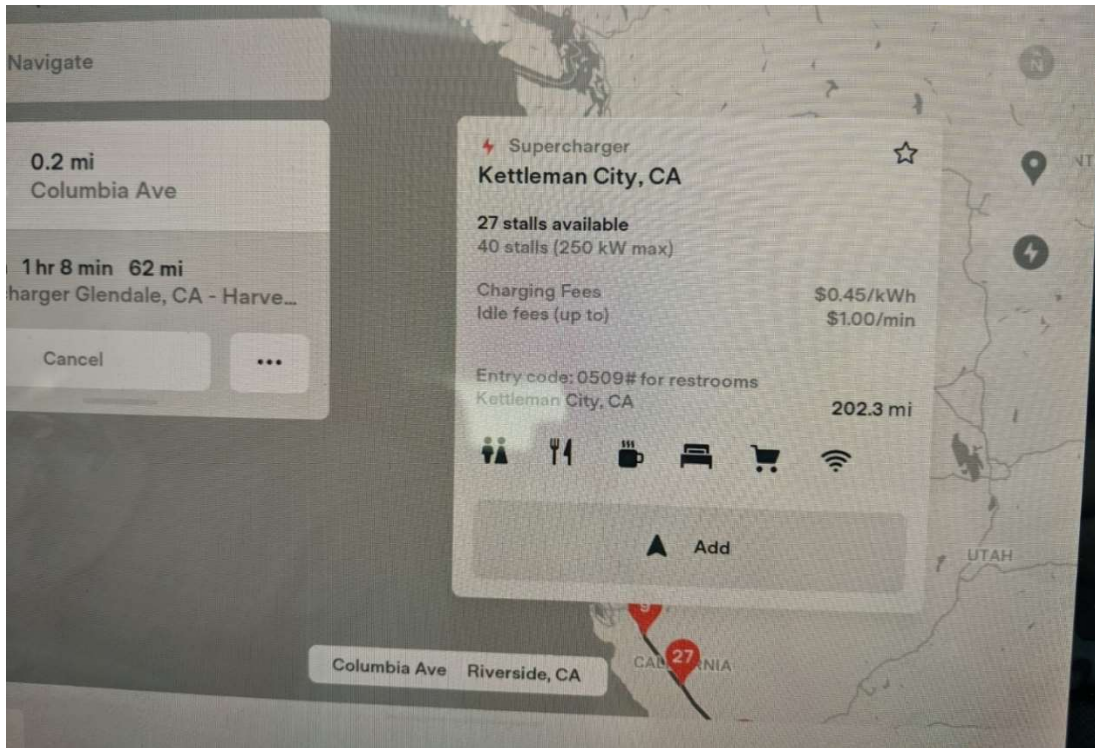 Navigate
0.2 mi
Columbia Ave
1 hr 8 min 62 mi
harger Glendale, CA - Harve...
Cancel
...
Supercharger
Kettleman City, CA
27 stalls available
40 stalls (250 kW max)
Charging Fees $0.45/kWh
Idle fees (up to) $1.00/min
Entry code: 0509# for restrooms
Kettleman City, CA
202.3 mi
Add
N
NT
UTAH
9
27
CAL RNIA
Columbia Ave Riverside, CA